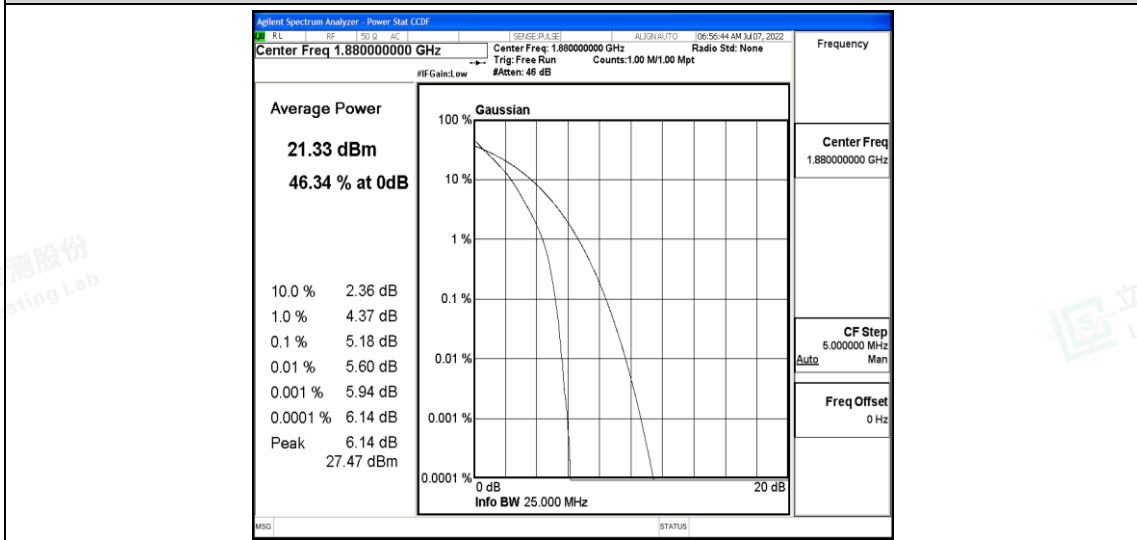 Agilent Spectrum Analyzer - Power Stat CCDF
LXI RL RF 50 Ω AC SENSE:PULSE ALIGNAUTO 06:56:44 AM Jul 07, 2022
Center Freq 1.880000000 GHz
Center Freq: 1.880000000 GHz Radio Std: None
Trig: Free Run Counts:1.00 M/1.00 Mpt
#IFGain:Low #Atten: 46 dB
Frequency
Average Power
21.33 dBm
46.34 % at 0dB
10.0 % 2.36 dB
1.0 % 4.37 dB
0.1 % 5.18 dB
0.01 % 5.60 dB
0.001 % 5.94 dB
0.0001 % 6.14 dB
Peak 6.14 dB
27.47 dBm
Gaussian
100 %
10 %
1 %
0.1 %
0.01 %
0.001 %
0.0001 %
0 dB 20 dB
Info BW 25.000 MHz
Center Freq
1.880000000 GHz
CF Step
5.000000 MHz
Auto Man
Freq Offset
0 Hz
MSG STATUS
测股份
sting Lab
立